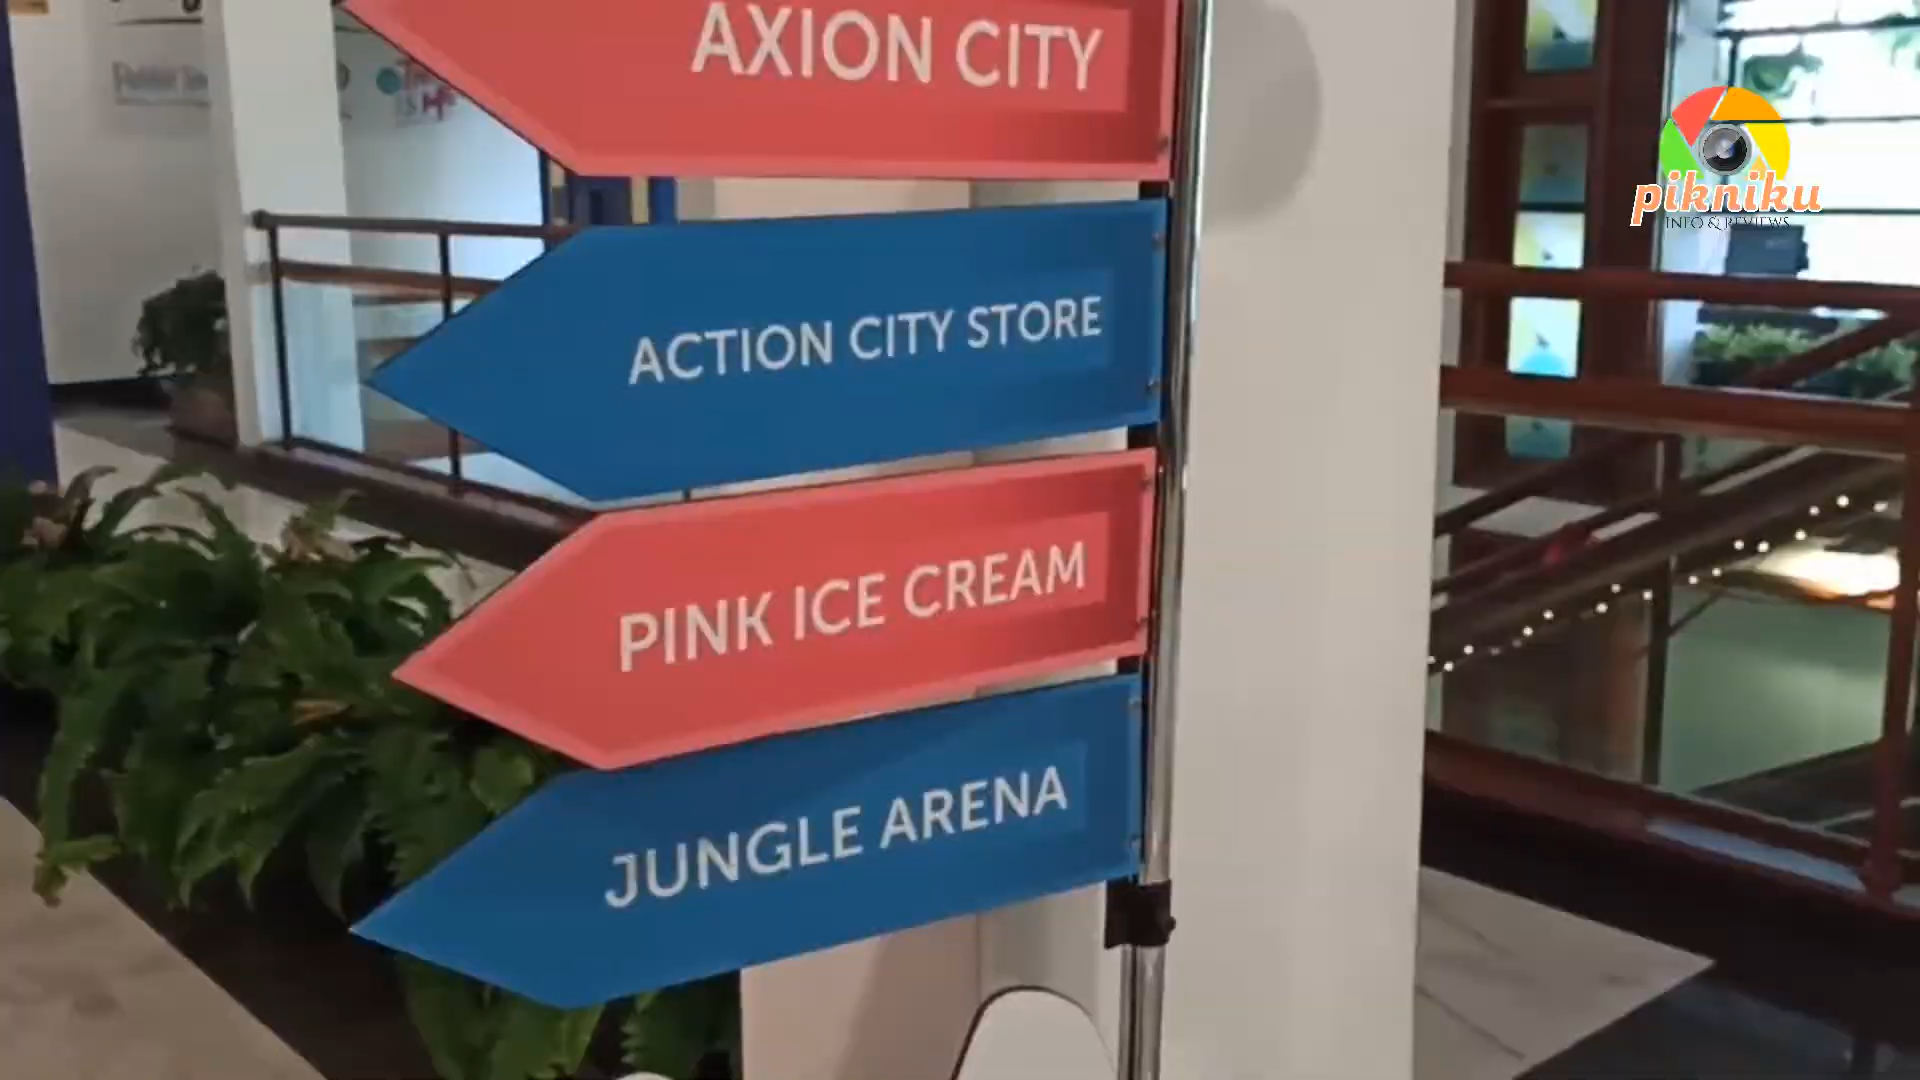 AXION CITY
ACTION CITY STORE
PINK ICE CREAM
JUNGLE ARENA
pikniku
INFO & REVIEWS